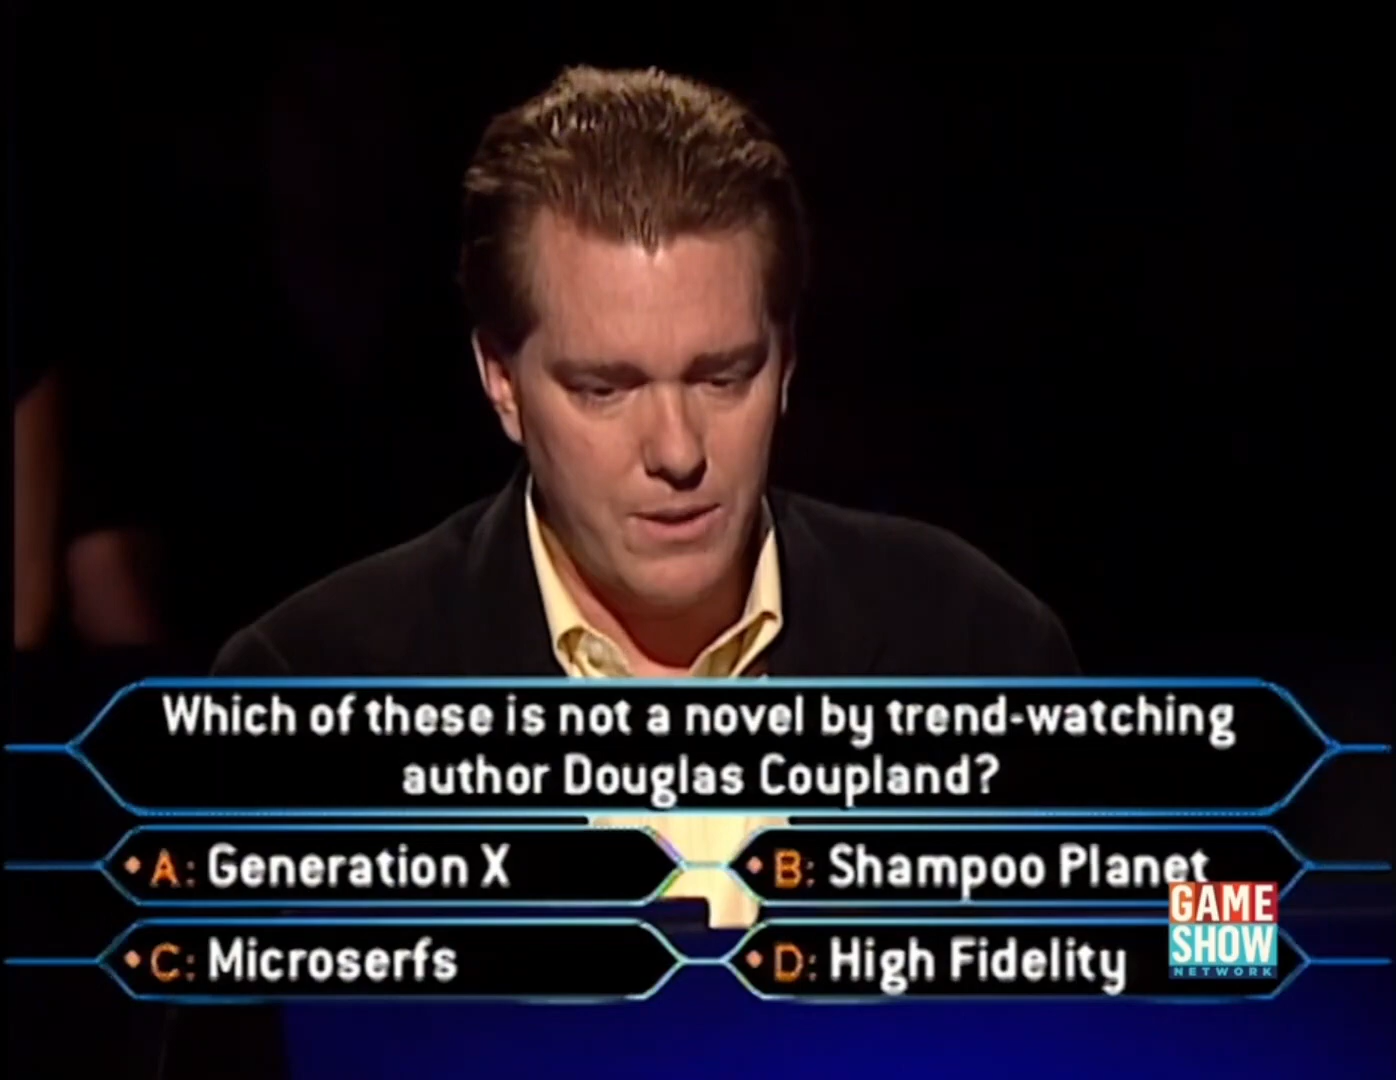 Which of these is not a novel by trend-watching
author Douglas Coupland?
A: Generation X
B: Shampoo Planet
C: Microserfs
D: High Fidelity
GAME
SHOW
NETWORK